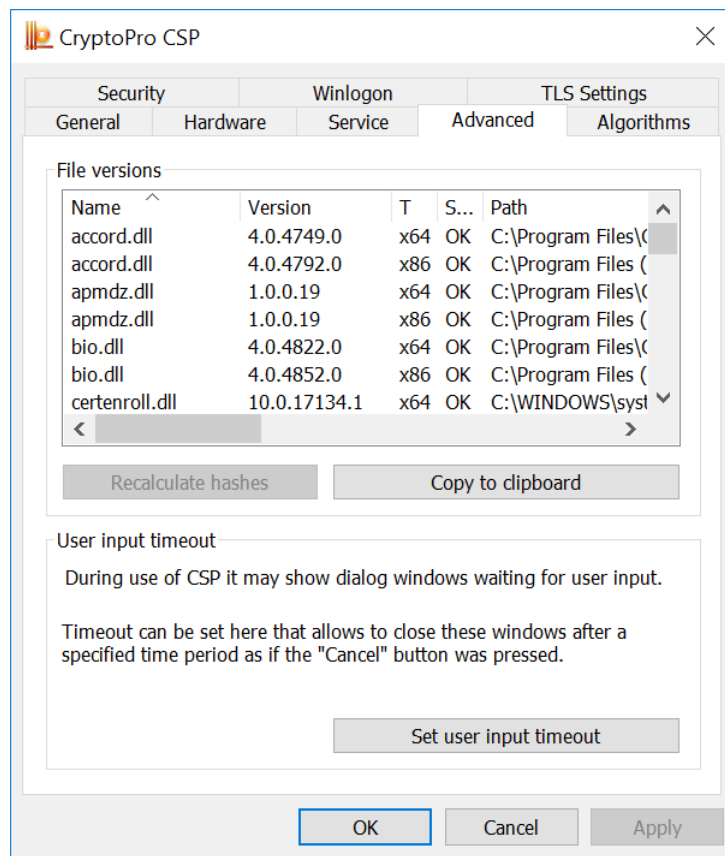 CryptoPro CSP
Security Winlogon TLS Settings
General Hardware Service Advanced Algorithms
File versions
Name Version T S... Path
accord.dll 4.0.4749.0 x64 OK C:\Program Files\
accord.dll 4.0.4792.0 x86 OK C:\Program Files (
apmdz.dll 1.0.0.19 x64 OK C:\Program Files\
apmdz.dll 1.0.0.19 x86 OK C:\Program Files (
bio.dll 4.0.4822.0 x64 OK C:\Program Files\
bio.dll 4.0.4852.0 x86 OK C:\Program Files (
certenroll.dll 10.0.17134.1 x64 OK C:\WINDOWS\syst
Recalculate hashes Copy to clipboard
User input timeout
During use of CSP it may show dialog windows waiting for user input.
Timeout can be set here that allows to close these windows after a
specified time period as if the "Cancel" button was pressed.
Set user input timeout
OK Cancel Apply